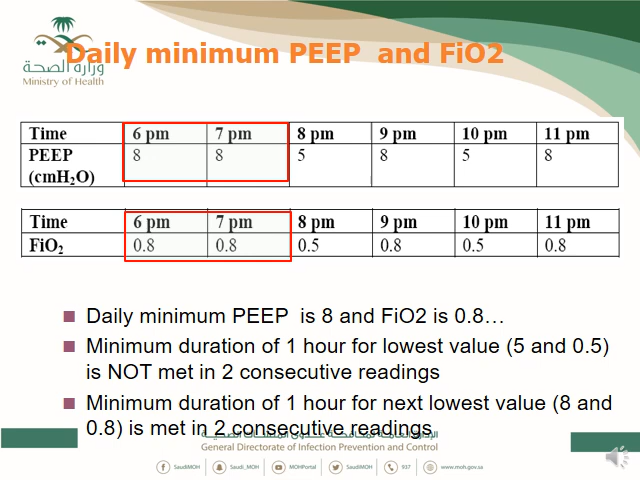 Daily minimum PEEP and FiO2
وزارة الصحة
Ministry of Health
Time 6 pm 7 pm 8 pm 9 pm 10 pm 11 pm
PEEP 8 8 5 8 5 8
(cmH₂O)
Time 6 pm 7 pm 8 pm 9 pm 10 pm 11 pm
FiO₂ 0.8 0.8 0.5 0.8 0.5 0.8
Daily minimum PEEP is 8 and FiO2 is 0.8…
Minimum duration of 1 hour for lowest value (5 and 0.5)
is NOT met in 2 consecutive readings
Minimum duration of 1 hour for next lowest value (8 and
0.8) is met in 2 consecutive readings
General Directorate of Infection Prevention and Control
SaudiMOH Saudi_MOH MOHPortal SaudiMOH 937 www.moh.gov.sa